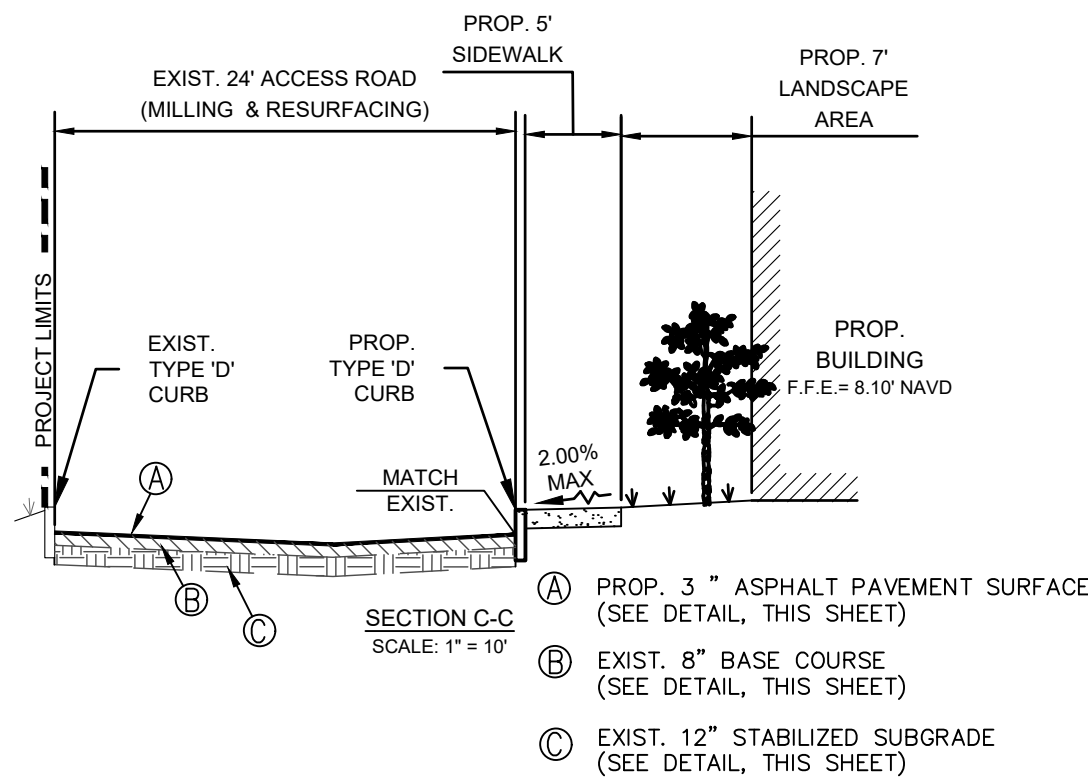 PROP. 5'
SIDEWALK
EXIST. 24' ACCESS ROAD
(MILLING & RESURFACING)
PROP. 7'
LANDSCAPE
AREA
PROJECT LIMITS
EXIST.
TYPE 'D'
CURB
PROP.
TYPE 'D'
CURB
PROP.
BUILDING
F.F.E.= 8.10' NAVD
2.00%
MAX
MATCH
EXIST.
A
B
C
SECTION C-C
SCALE: 1" = 10'
A PROP. 3 " ASPHALT PAVEMENT SURFACE
(SEE DETAIL, THIS SHEET)
B EXIST. 8" BASE COURSE
(SEE DETAIL, THIS SHEET)
C EXIST. 12" STABILIZED SUBGRADE
(SEE DETAIL, THIS SHEET)